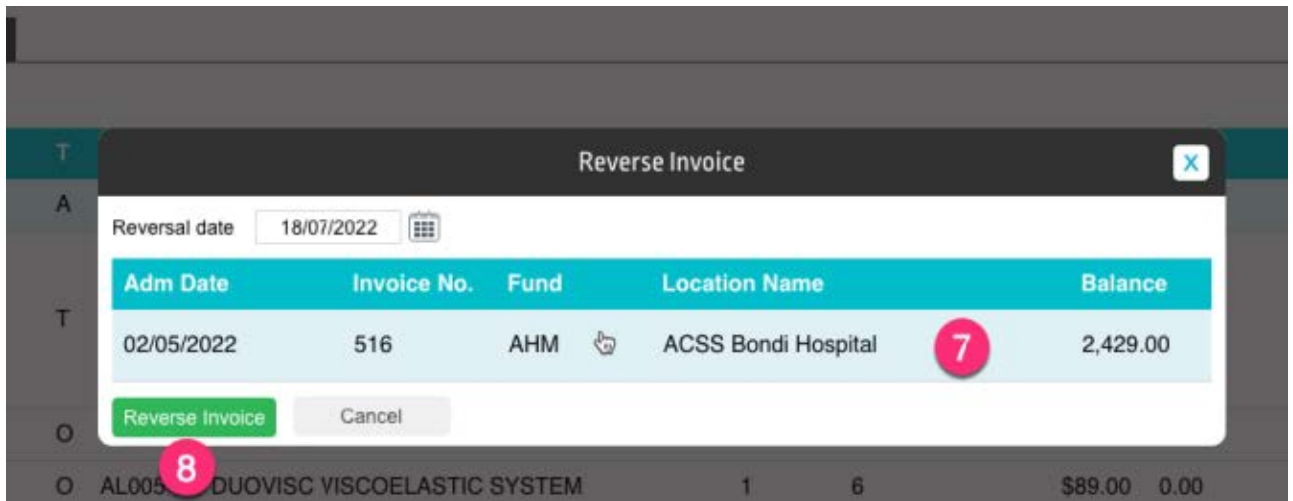 T
Reverse Invoice X
A
Reversal date 18/07/2022
Adm Date Invoice No. Fund Location Name Balance
T
02/05/2022 516 AHM ACSS Bondi Hospital 7 2,429.00
Reverse Invoice Cancel
O
8
O DUOVISC VISCOELASTIC SYSTEM 1 6 $89.00 0.00